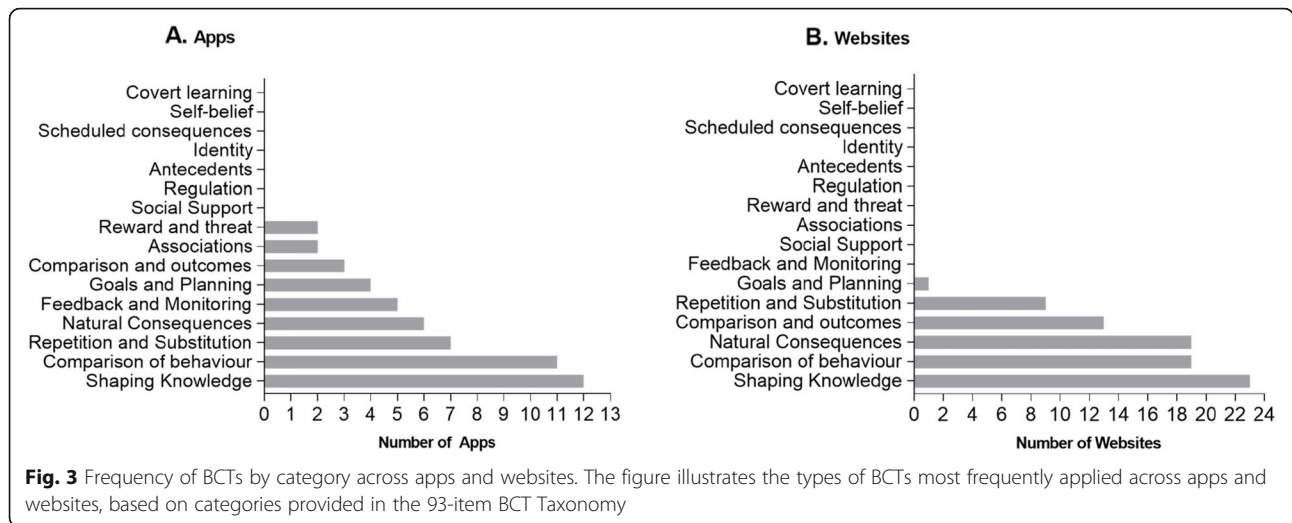 A. Apps
Covert learning
Self-belief
Scheduled consequences
Identity
Antecedents
Regulation
Social Support
Reward and threat
Associations
Comparison and outcomes
Goals and Planning
Feedback and Monitoring
Natural Consequences
Repetition and Substitution
Comparison of behaviour
Shaping Knowledge
0 1 2 3 4 5 6 7 8 9 10 11 12 13
Number of Apps
B. Websites
Covert learning
Self-belief
Scheduled consequences
Identity
Antecedents
Regulation
Reward and threat
Associations
Social Support
Feedback and Monitoring
Goals and Planning
Repetition and Substitution
Comparison and outcomes
Natural Consequences
Comparison of behaviour
Shaping Knowledge
0 2 4 6 8 10 12 14 16 18 20 22 24
Number of Websites
Fig. 3 Frequency of BCTs by category across apps and websites. The figure illustrates the types of BCTs most frequently applied across apps and
websites, based on categories provided in the 93-item BCT Taxonomy